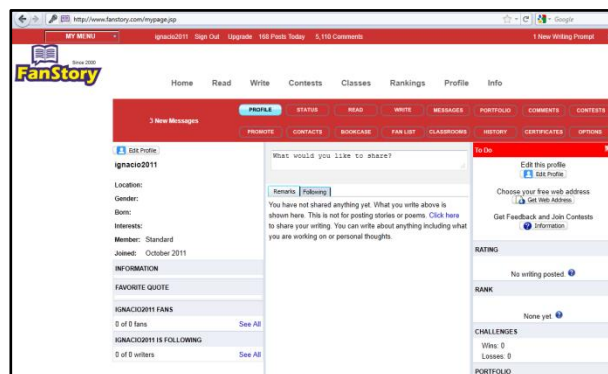 http://www.fanstory.com/mypage.jsp
Google
MY MENU
ignacio2011 Sign Out Upgrade 168 Posts Today 5,110 Comments
1 New Writing Prompt
Since 2000
FanStory
Home Read Write Contests Classes Rankings Profile Info
3 New Messages
PROFILE STATUS READ WRITE MESSAGES PORTFOLIO COMMENTS CONTESTS
PROMOTE CONTACTS BOOKCASE FAN LIST CLASSROOMS HISTORY CERTIFICATES OPTIONS
Edit Profile
ignacio2011
Location:
Gender:
Born:
Interests:
Member: Standard
Joined: October 2011
INFORMATION
FAVORITE QUOTE
IGNACIO2011 FANS
0 of 0 fans See All
IGNACIO2011 IS FOLLOWING
0 of 0 writers See All
What would you like to share?
Remarks Following
You have not shared anything yet. What you write above is
shown here. This is not for posting stories or poems. Click here
to share your writing. You can write about anything including what
you are working on or personal thoughts.
To Do
Edit this profile
Edit Profile
Choose your free web address
Get Web Address
Get Feedback and Join Contests
Information
RATING
No writing posted.
RANK
None yet.
CHALLENGES
Wins: 0
Losses: 0
PORTFOLIO